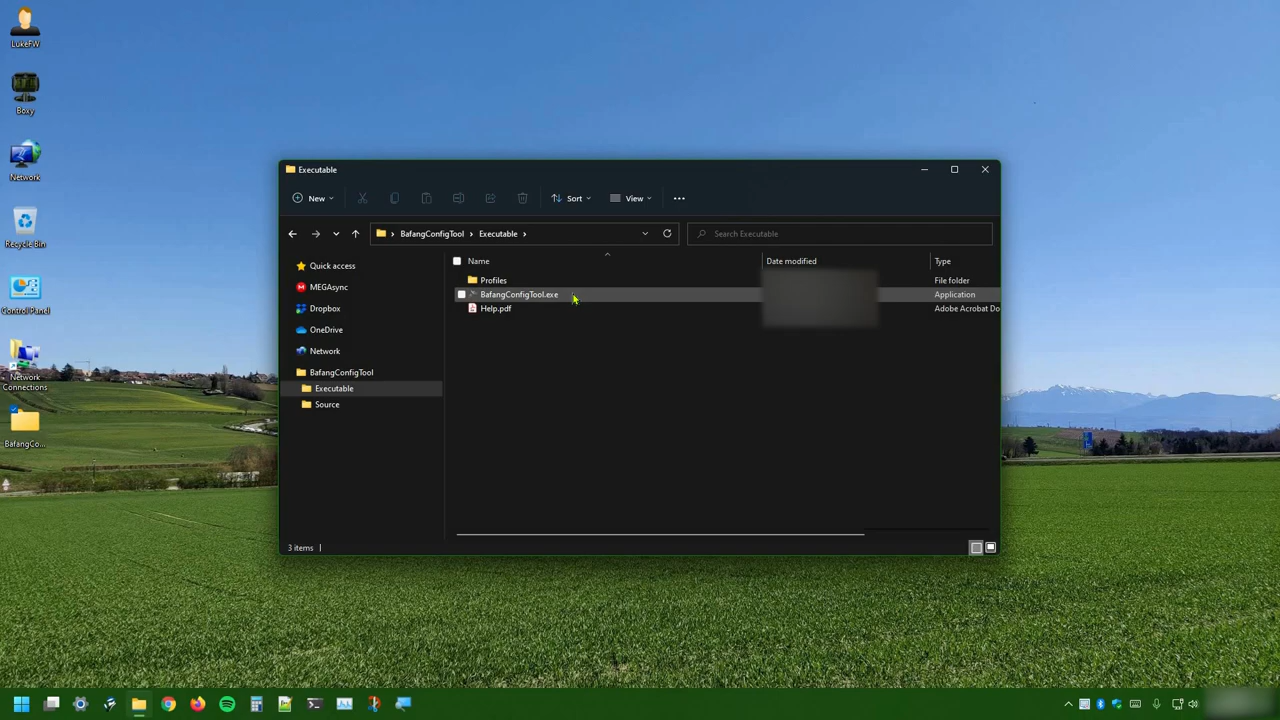 LukeFW
Boxy
Network
Recycle Bin
Control Panel
Network
Connections
BafangCo...
Executable
New
Sort
View
BafangConfigTool
Executable
Search Executable
Quick access
MEGAsync
Dropbox
OneDrive
Network
BafangConfigTool
Executable
Source
Name
Date modified
Type
Profiles
File folder
BafangConfigTool.exe
Application
Help.pdf
Adobe Acrobat Do
3 items